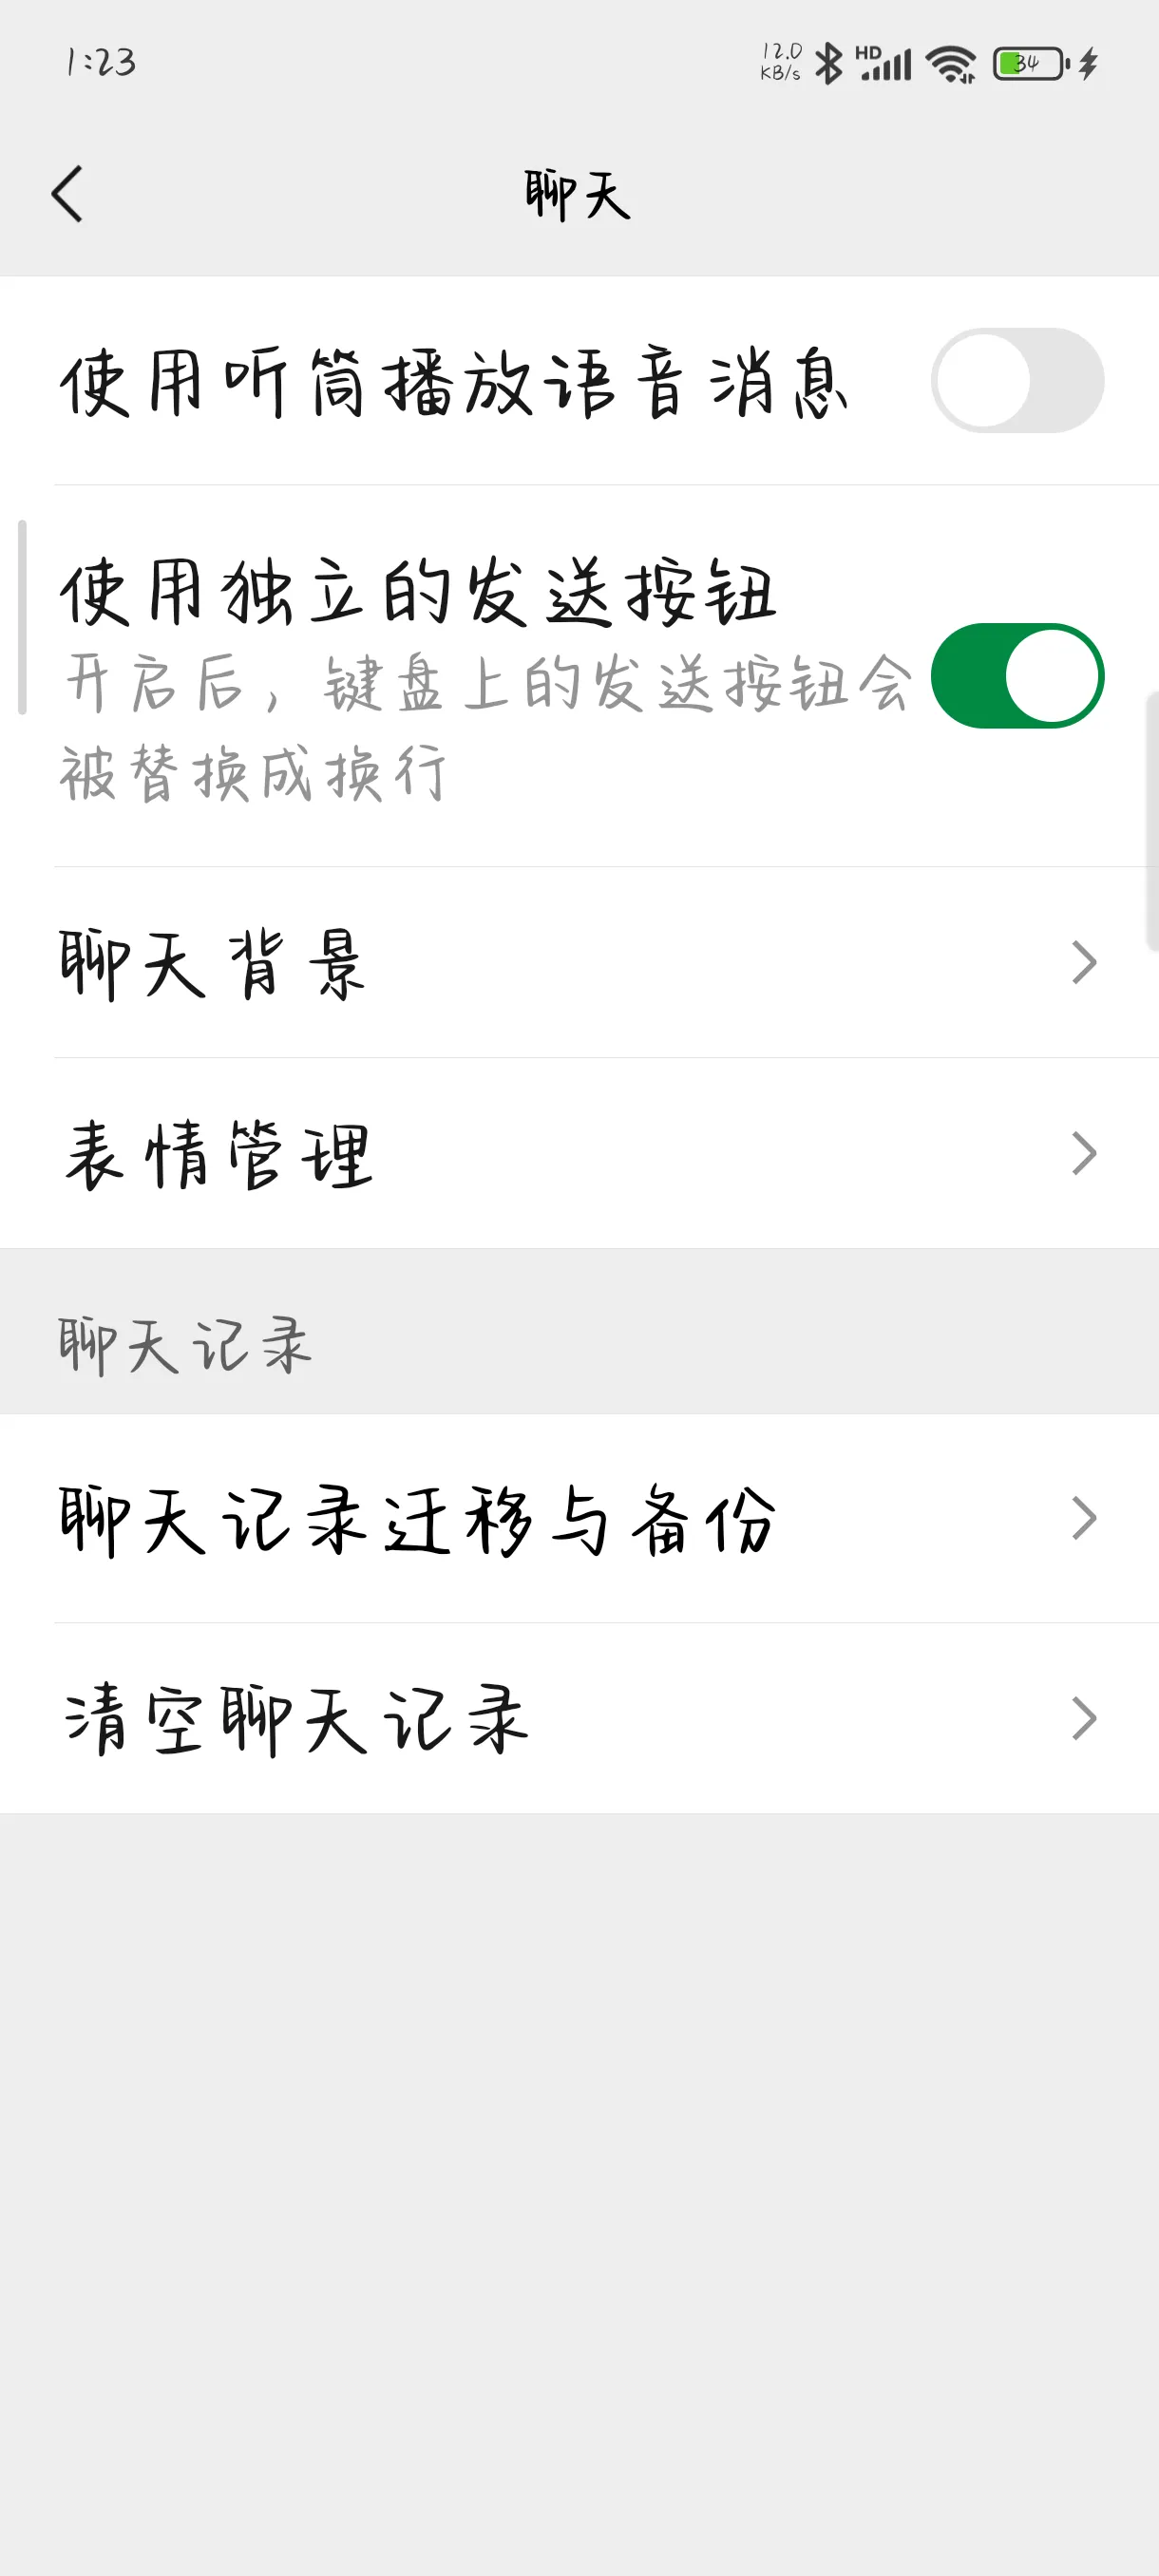 1:23
12.0
KB/s
HD
34
聊天
使用听筒播放语音消息
使用独立的发送按钮
开启后，键盘上的发送按钮会
被替换成换行
聊天背景
表情管理
聊天记录
聊天记录迁移与备份
清空聊天记录